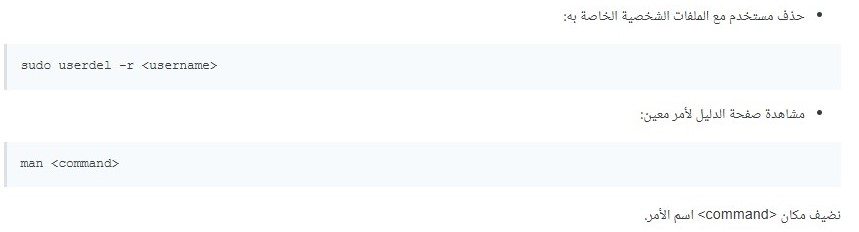 • حذف مستخدم مع الملفات الشخصية الخاصة به:
sudo userdel -r <username>
• مشاهدة صفحة الدليل لأمر معين:
man <command>
نضيف مكان <command> اسم الأمر.